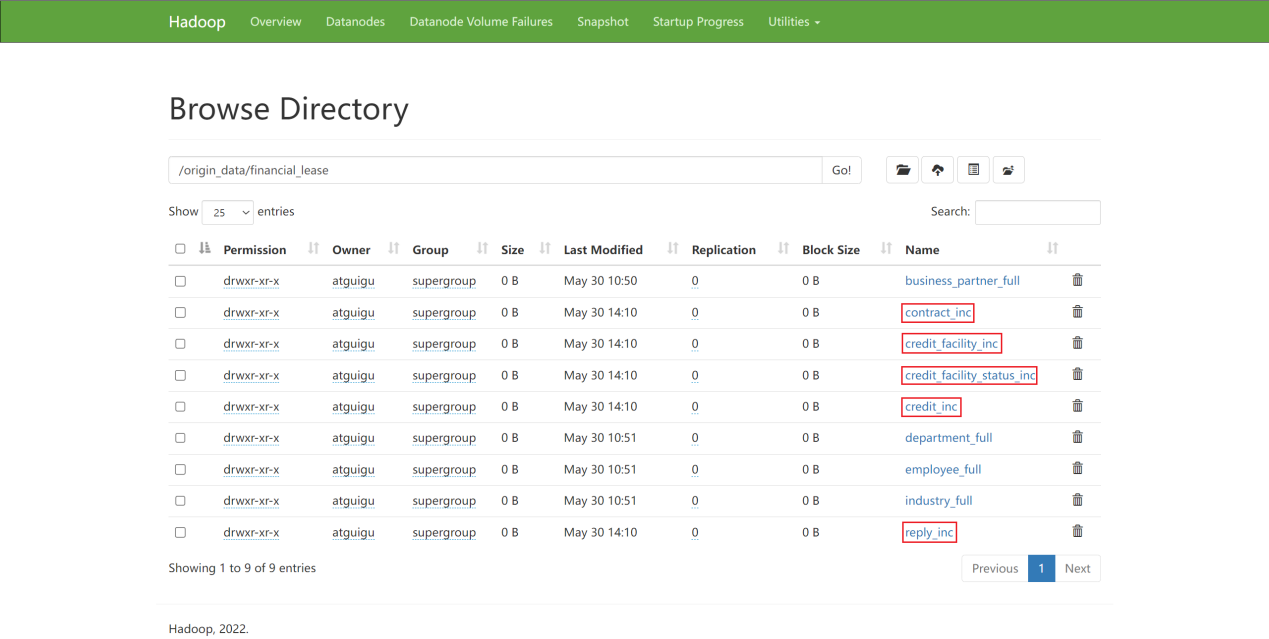 Hadoop Overview Datanodes Datanode Volume Failures Snapshot Startup Progress Utilities
Browse Directory
/origin_data/financial_lease Go!
Show 25 entries Search:
Permission Owner Group Size Last Modified Replication Block Size Name
drwxr-xr-x atguigu supergroup 0 B May 30 10:50 0 0 B business_partner_full
drwxr-xr-x atguigu supergroup 0 B May 30 14:10 0 0 B contract_inc
drwxr-xr-x atguigu supergroup 0 B May 30 14:10 0 0 B credit_facility_inc
drwxr-xr-x atguigu supergroup 0 B May 30 14:10 0 0 B credit_facility_status_inc
drwxr-xr-x atguigu supergroup 0 B May 30 14:10 0 0 B credit_inc
drwxr-xr-x atguigu supergroup 0 B May 30 10:51 0 0 B department_full
drwxr-xr-x atguigu supergroup 0 B May 30 10:51 0 0 B employee_full
drwxr-xr-x atguigu supergroup 0 B May 30 10:51 0 0 B industry_full
drwxr-xr-x atguigu supergroup 0 B May 30 14:10 0 0 B reply_inc
Showing 1 to 9 of 9 entries Previous 1 Next
Hadoop, 2022.